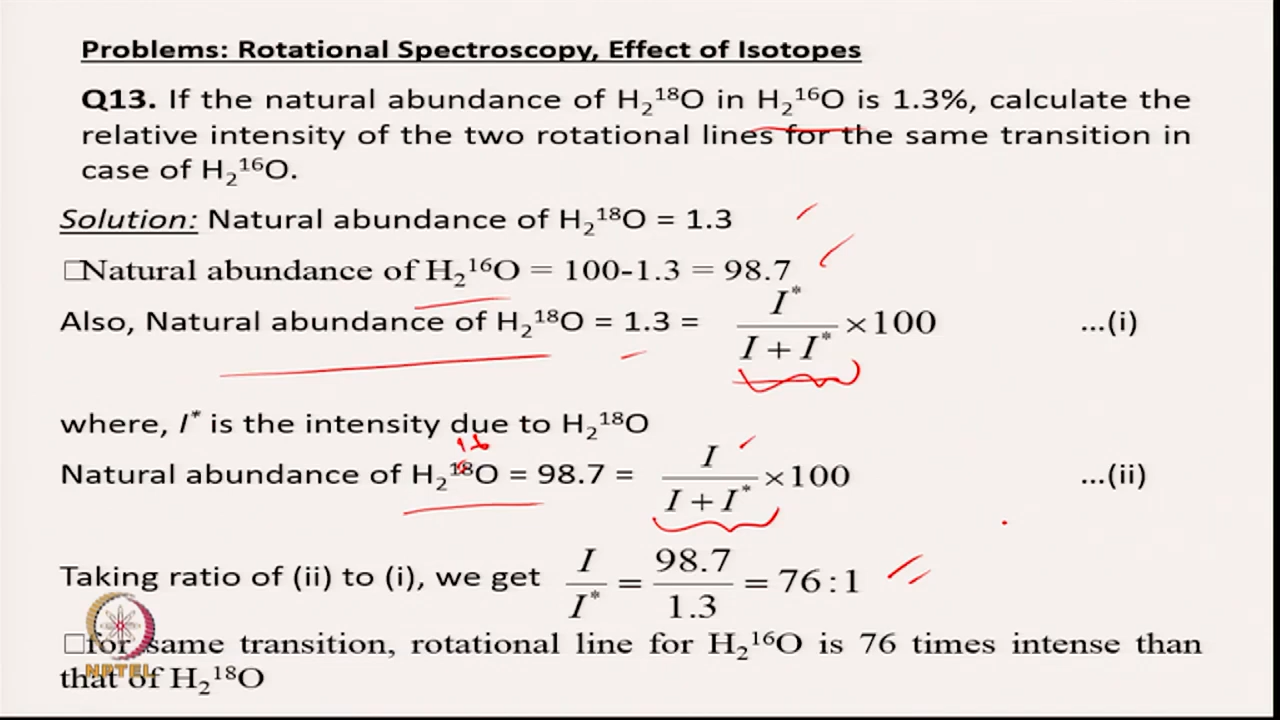 Problems: Rotational Spectroscopy, Effect of Isotopes
Q13. If the natural abundance of H₂¹⁸O in H₂¹⁶O is 1.3%, calculate the
relative intensity of the two rotational lines for the same transition in
case of H₂¹⁶O.
Solution: Natural abundance of H₂¹⁸O = 1.3
□Natural abundance of H₂¹⁶O = 100-1.3 = 98.7
Also, Natural abundance of H₂¹⁸O = 1.3 = I* / (I + I*) ×100 ...(i)
where, I* is the intensity due to H₂¹⁸O
16
Natural abundance of H₂¹⁸O = 98.7 = I / (I + I*) ×100 ...(ii)
Taking ratio of (ii) to (i), we get I / I* = 98.7 / 1.3 = 76:1
□for same transition, rotational line for H₂¹⁶O is 76 times intense than
that of H₂¹⁸O
NPTEL